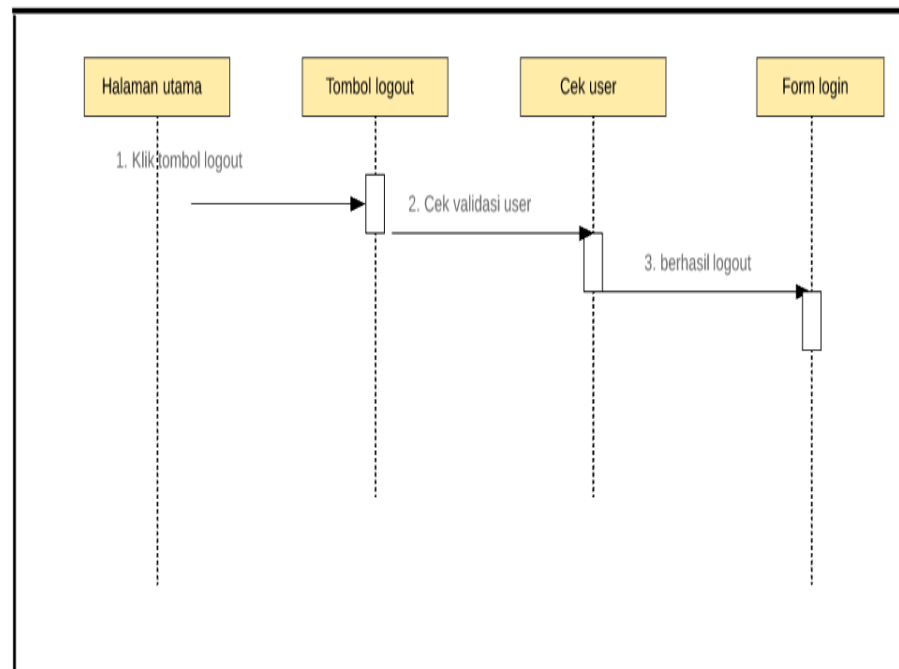 Halaman utama
Tombol logout
Cek user
Form login
1. Klik tombol logout
2. Cek validasi user
3. berhasil logout